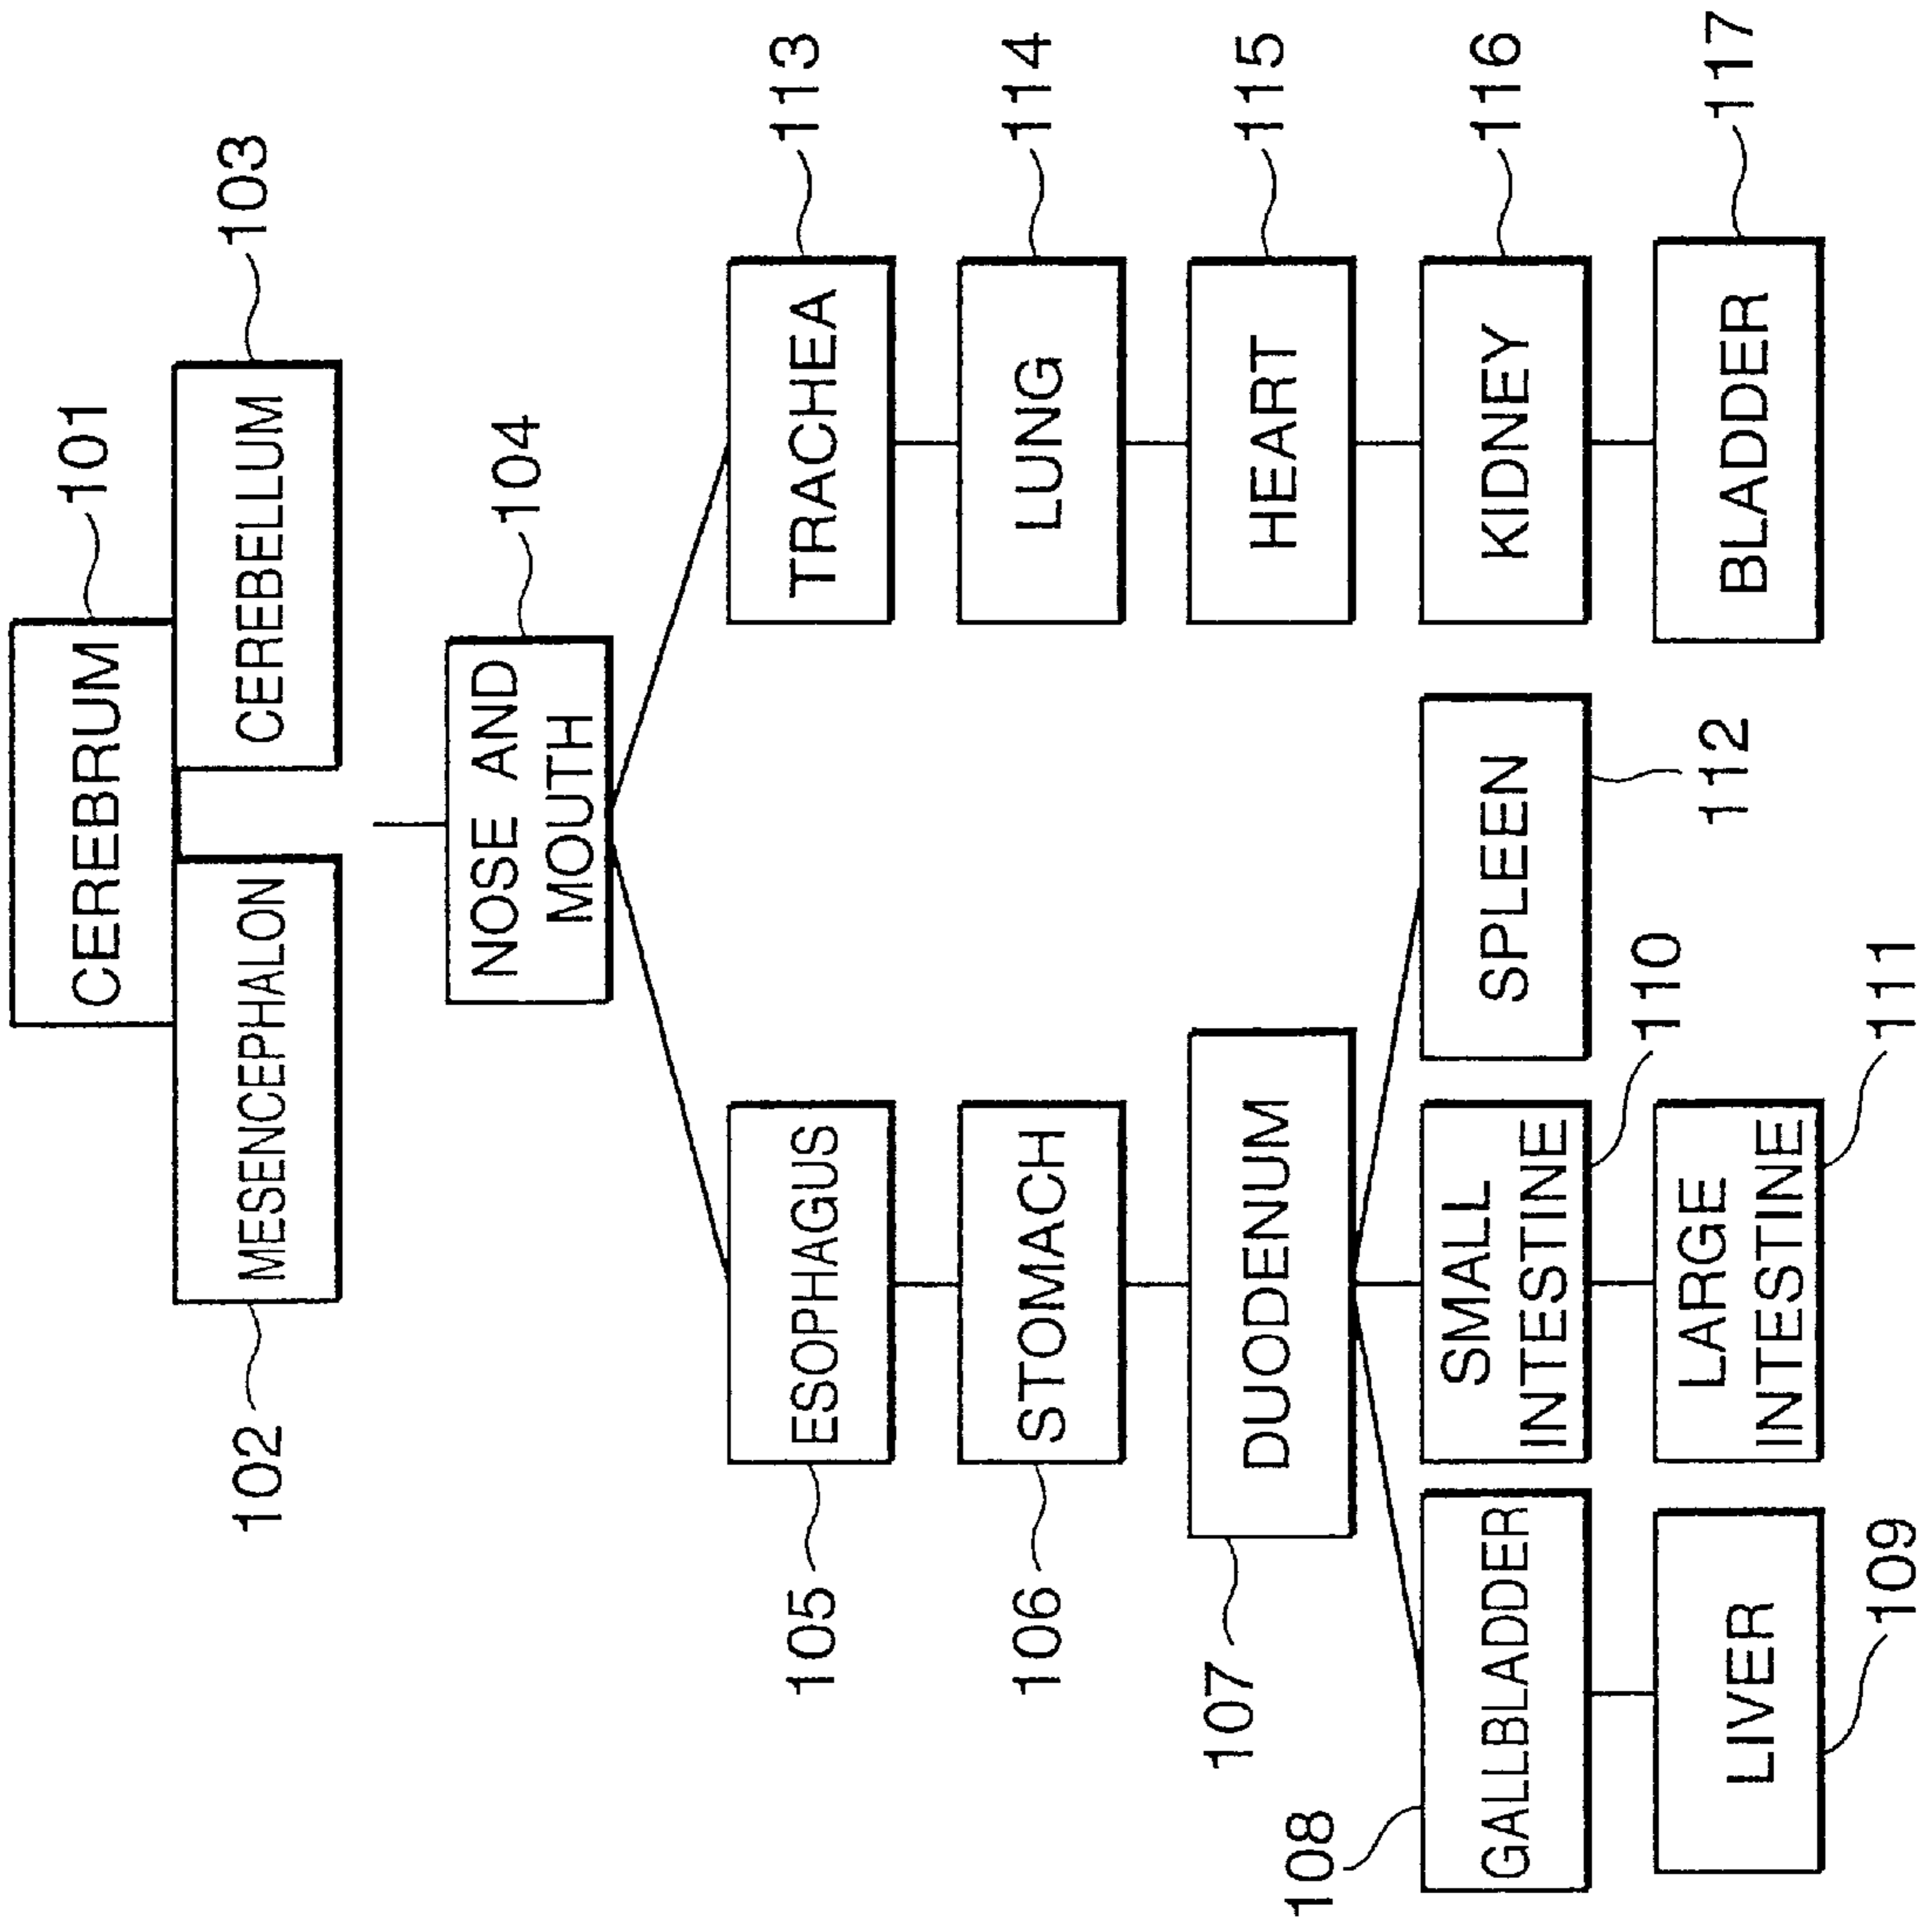 101
CEREBRUM
102
MESENCEPHALON
CEREBELLUM
103
104
NOSE AND
MOUTH
105
ESOPHAGUS
TRACHEA
113
106
STOMACH
LUNG
114
107
DUODENUM
HEART
115
108
GALLBLADDER
SMALL
INTESTINE
110
SPLEEN
112
KIDNEY
116
LIVER
109
LARGE
INTESTINE
111
BLADDER
117